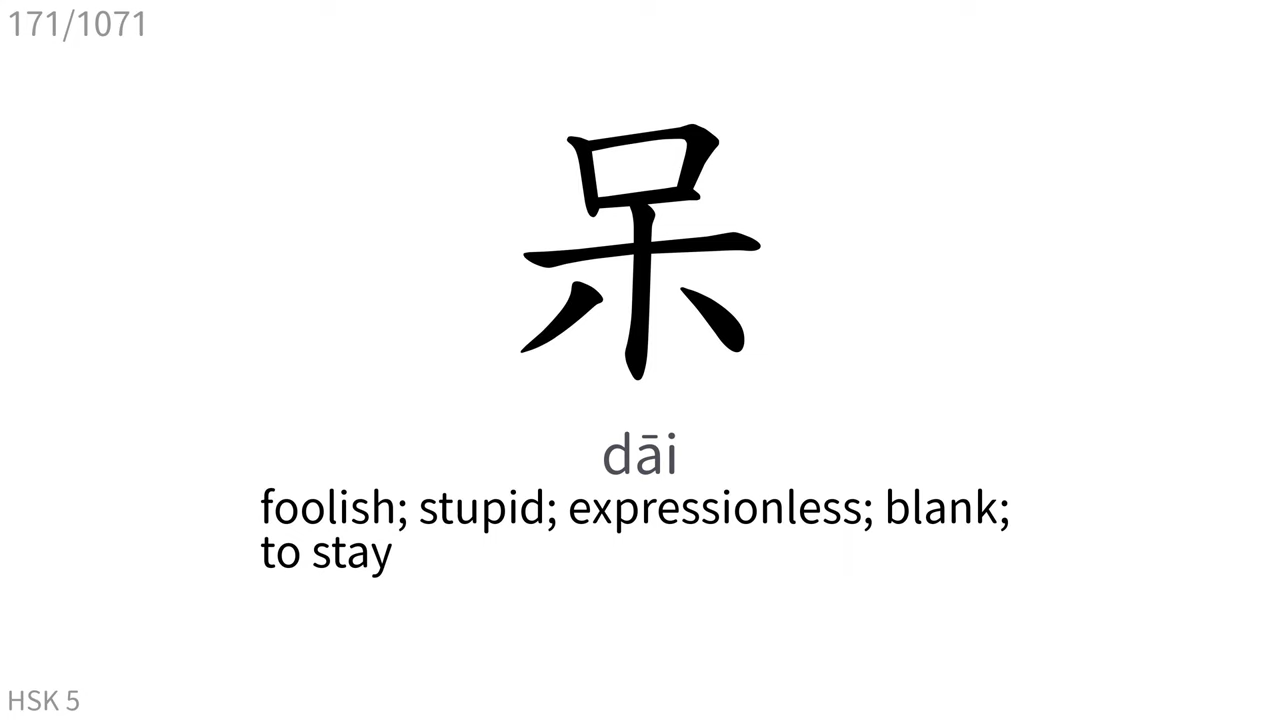 171/1071
呆
dāi
foolish; stupid; expressionless; blank;
to stay
HSK 5